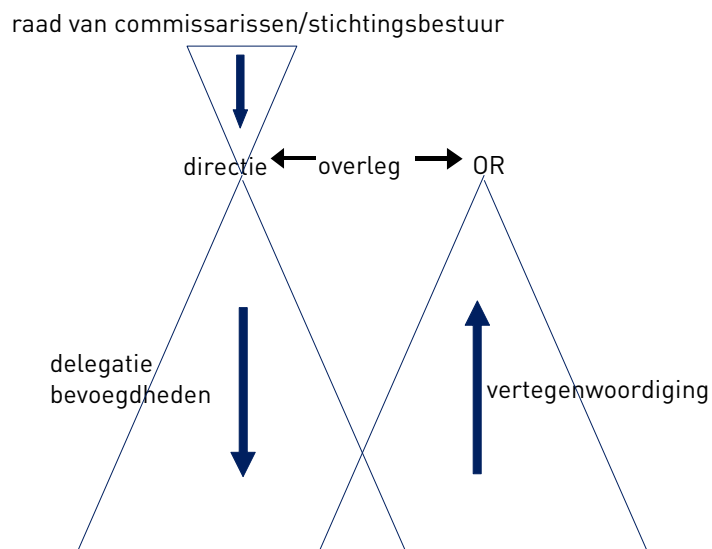 raad van commissarissen/stichtingsbestuur
directie
overleg
OR
delegatie
bevoegdheden
vertegenwoordiging